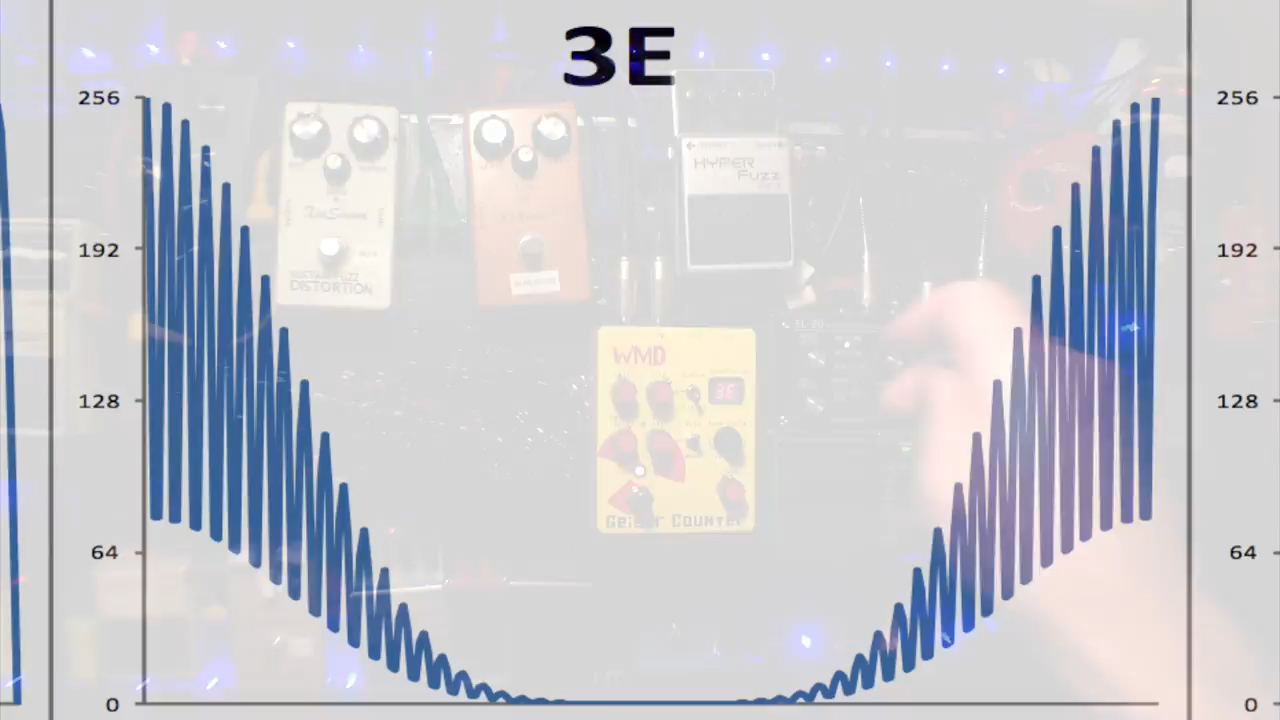 3E
256
192
128
64
0
256
192
128
64
0
DISTORTION
HYPER
Fuzz
WMD
3E
Geiger Counter